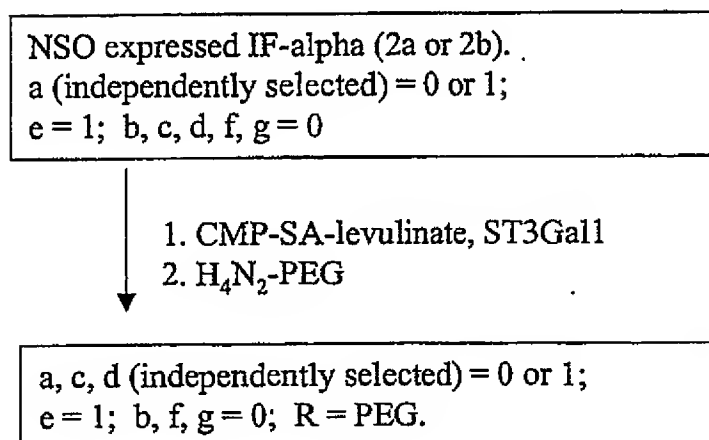 NSO expressed IF-alpha (2a or 2b).
a (independently selected) = 0 or 1;
e = 1; b, c, d, f, g = 0
1. CMP-SA-levulinate, ST3Gal1
2. H₄N₂-PEG
a, c, d (independently selected) = 0 or 1;
e = 1; b, f, g = 0; R = PEG.